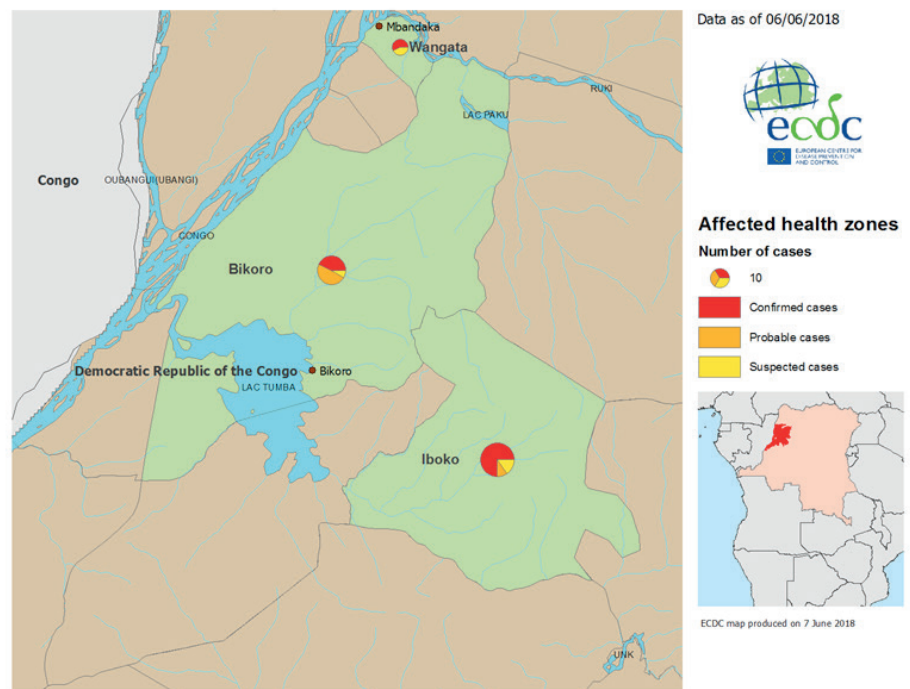 Data as of 06/06/2018
Mbandaka
Wangata
RUKI
LAC PAKU
Congo
OUBANGUI(UBANGI)
CONGO
Bikoro
Democratic Republic of the Congo
Bikoro
LAC TUMBA
Iboko
UNK
ecdc
EUROPEAN CENTRE FOR
DISEASE PREVENTION
AND CONTROL
Affected health zones
Number of cases
10
Confirmed cases
Probable cases
Suspected cases
ECDC map produced on 7 June 2018